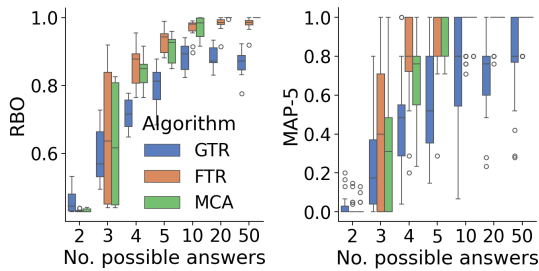 RBO
1.0
0.8
0.6
Algorithm
GTR
FTR
MCA
2 3 4 5 10 20 50
No. possible answers
MAP-5
1.0
0.8
0.6
0.4
0.2
0.0
2 3 4 5 10 20 50
No. possible answers